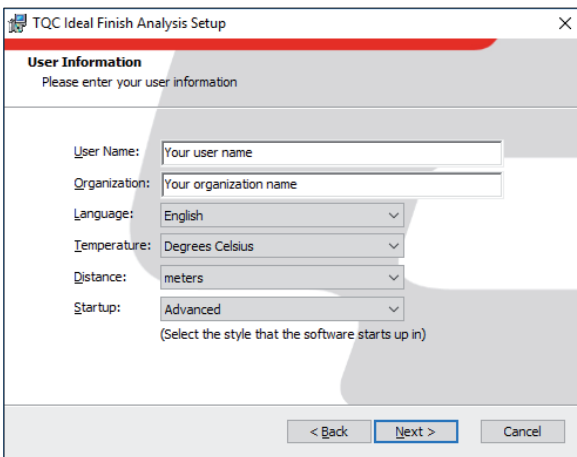 TQC Ideal Finish Analysis Setup
User Information
Please enter your user information
User Name: Your user name
Organization: Your organization name
Language: English
Temperature: Degrees Celsius
Distance: meters
Startup: Advanced
(Select the style that the software starts up in)
< Back Next > Cancel